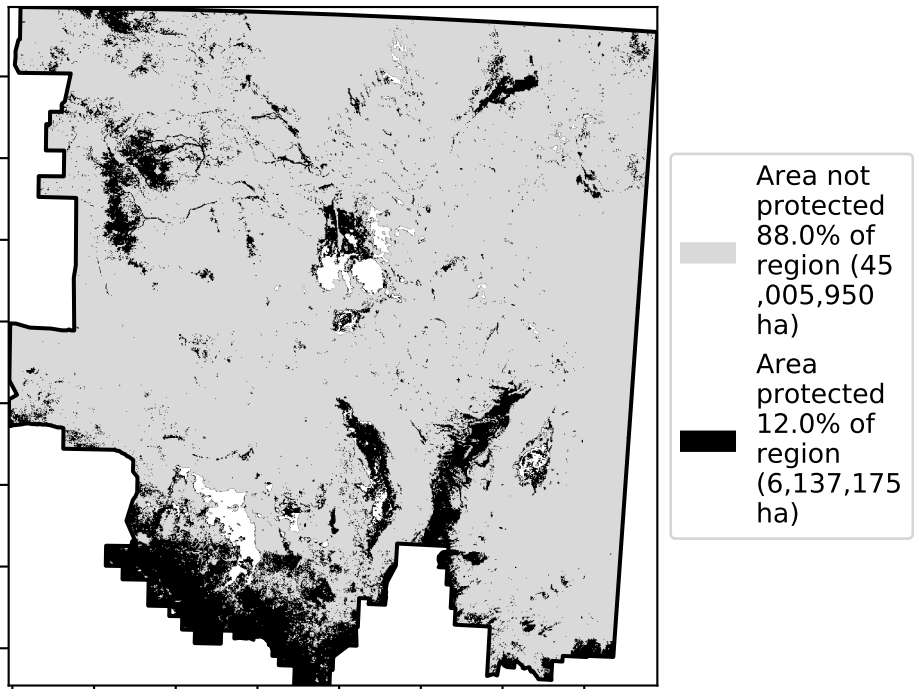 Area not
protected
88.0% of
region (45
,005,950
ha)
Area
protected
12.0% of
region
(6,137,175
ha)